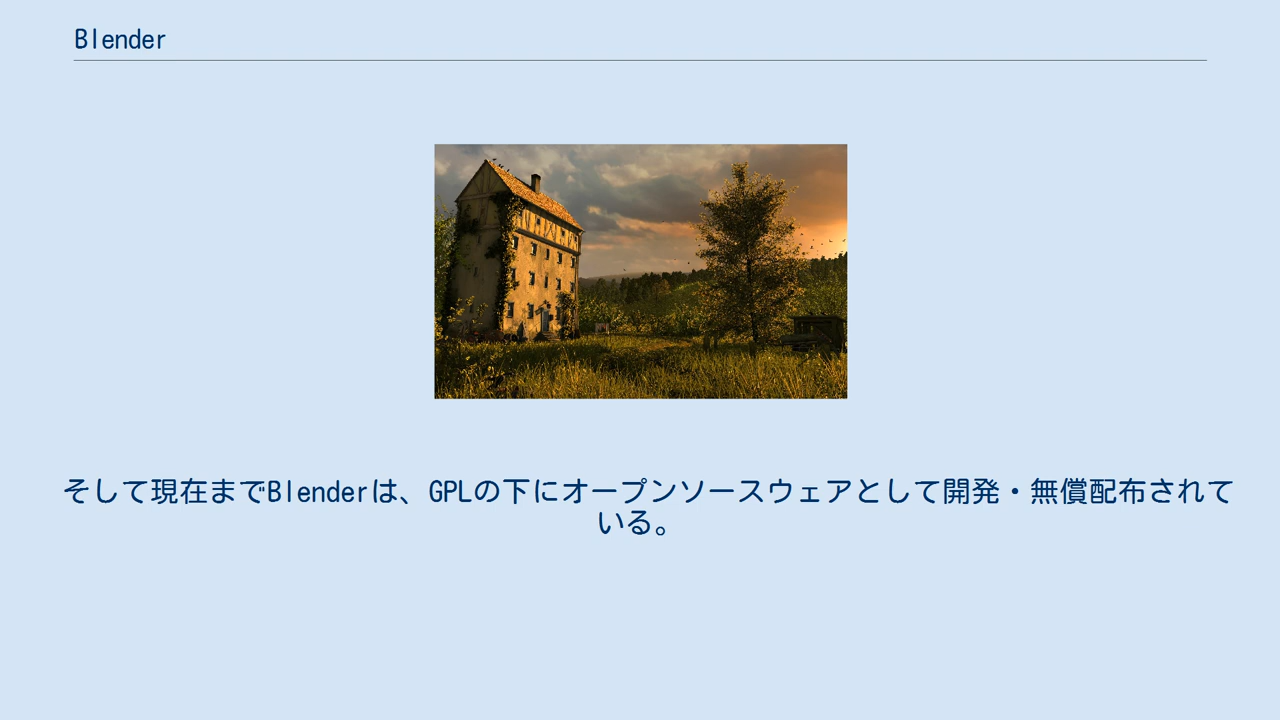 Blender
そして現在までBlenderは、GPLの下にオープンソースウェアとして開発・無償配布されて
いる。